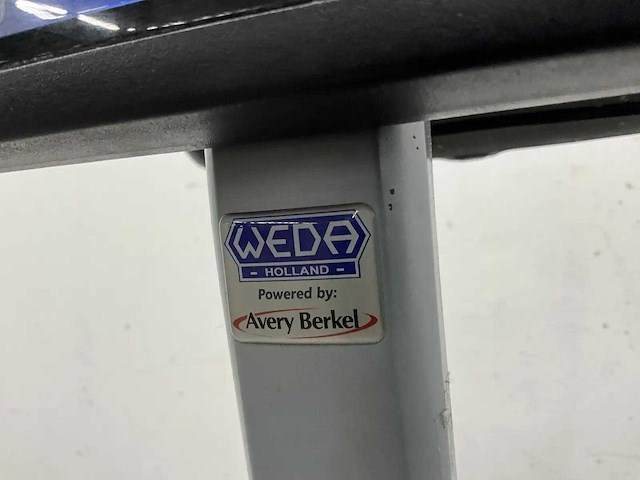 WEDA
- HOLLAND -
Powered by:
Avery Berkel